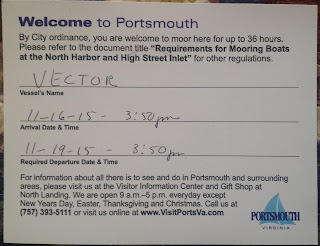 Welcome to Portsmouth
By City ordinance, you are welcome to moor here for up to 36 hours.
Please refer to the document title "Requirements for Mooring Boats
at the North Harbor and High Street Inlet" for other regulations.
VECTOR
Vessel's Name
11-16-15 - 3:50pm
Arrival Date & Time
11-19-15 - 3:50pm
Required Departure Date & Time
For information about all there is to see and do in Portsmouth and surrounding
areas, please visit us at the Visitor Information Center and Gift Shop at
North Landing. We are open 9 a.m.–5 p.m. everyday except
New Years Day, Easter, Thanksgiving and Christmas. Call us at
(757) 393-5111 or visit us online at www.VisitPortsVa.com.
PORTSMOUTH
VIRGINIA